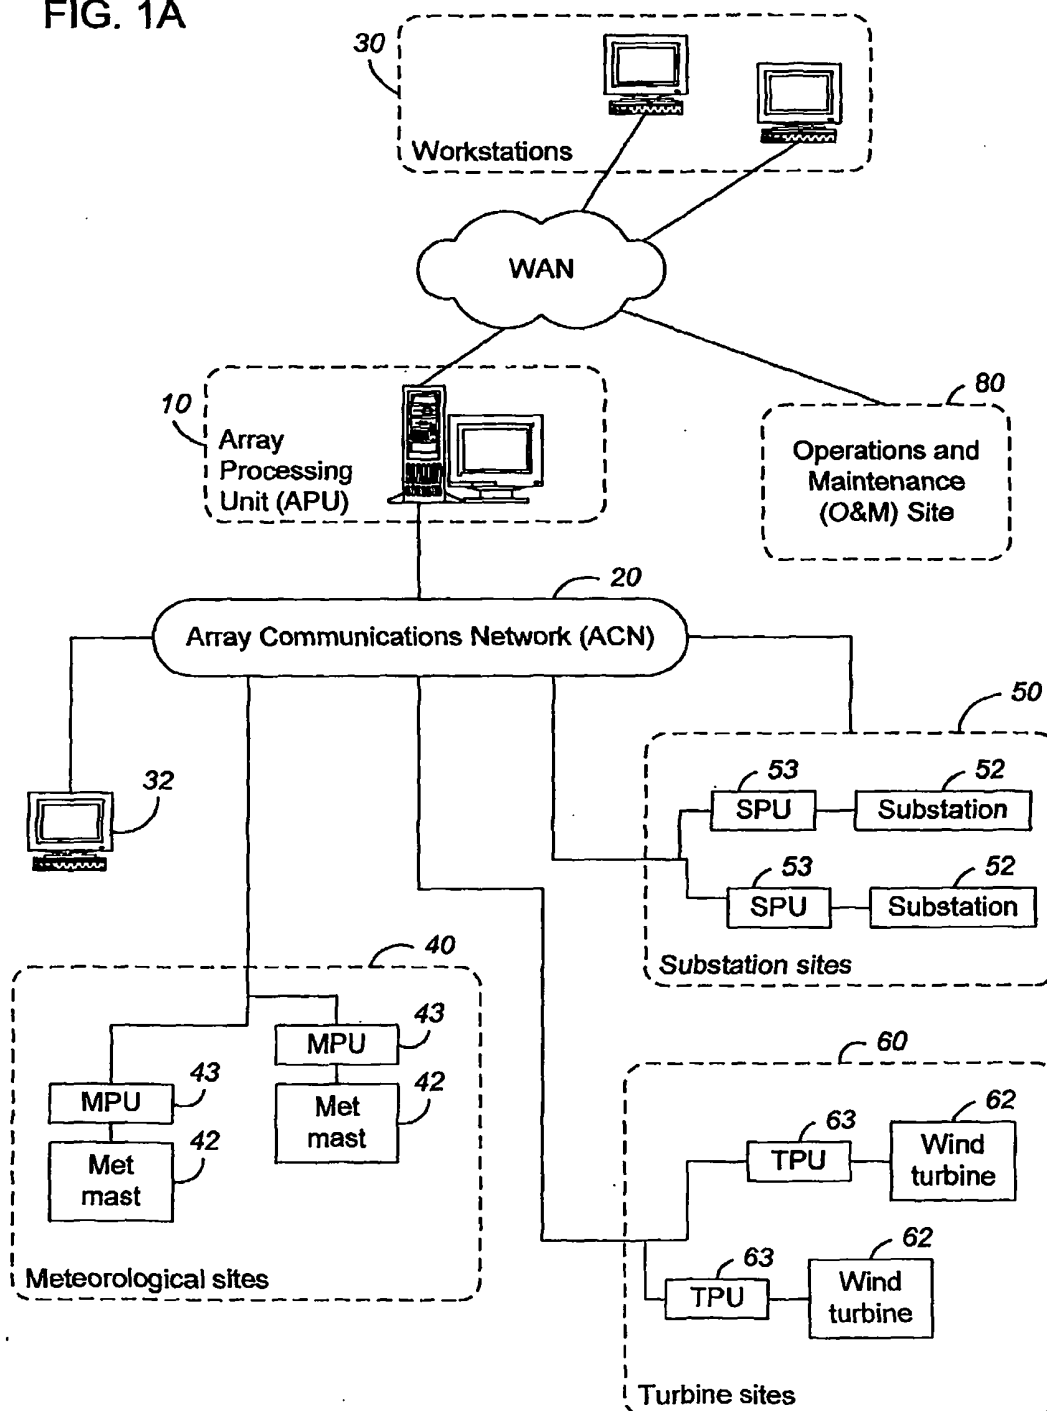 FIG. 1A
30
Workstations
WAN
10
Array
Processing
Unit (APU)
80
Operations and
Maintenance
(O&M) Site
20
Array Communications Network (ACN)
32
50
53
52
SPU
Substation
53
52
SPU
Substation
Substation sites
40
43
MPU
42
Met
mast
43
MPU
42
Met
mast
Meteorological sites
60
63
62
TPU
Wind
turbine
63
62
TPU
Wind
turbine
Turbine sites